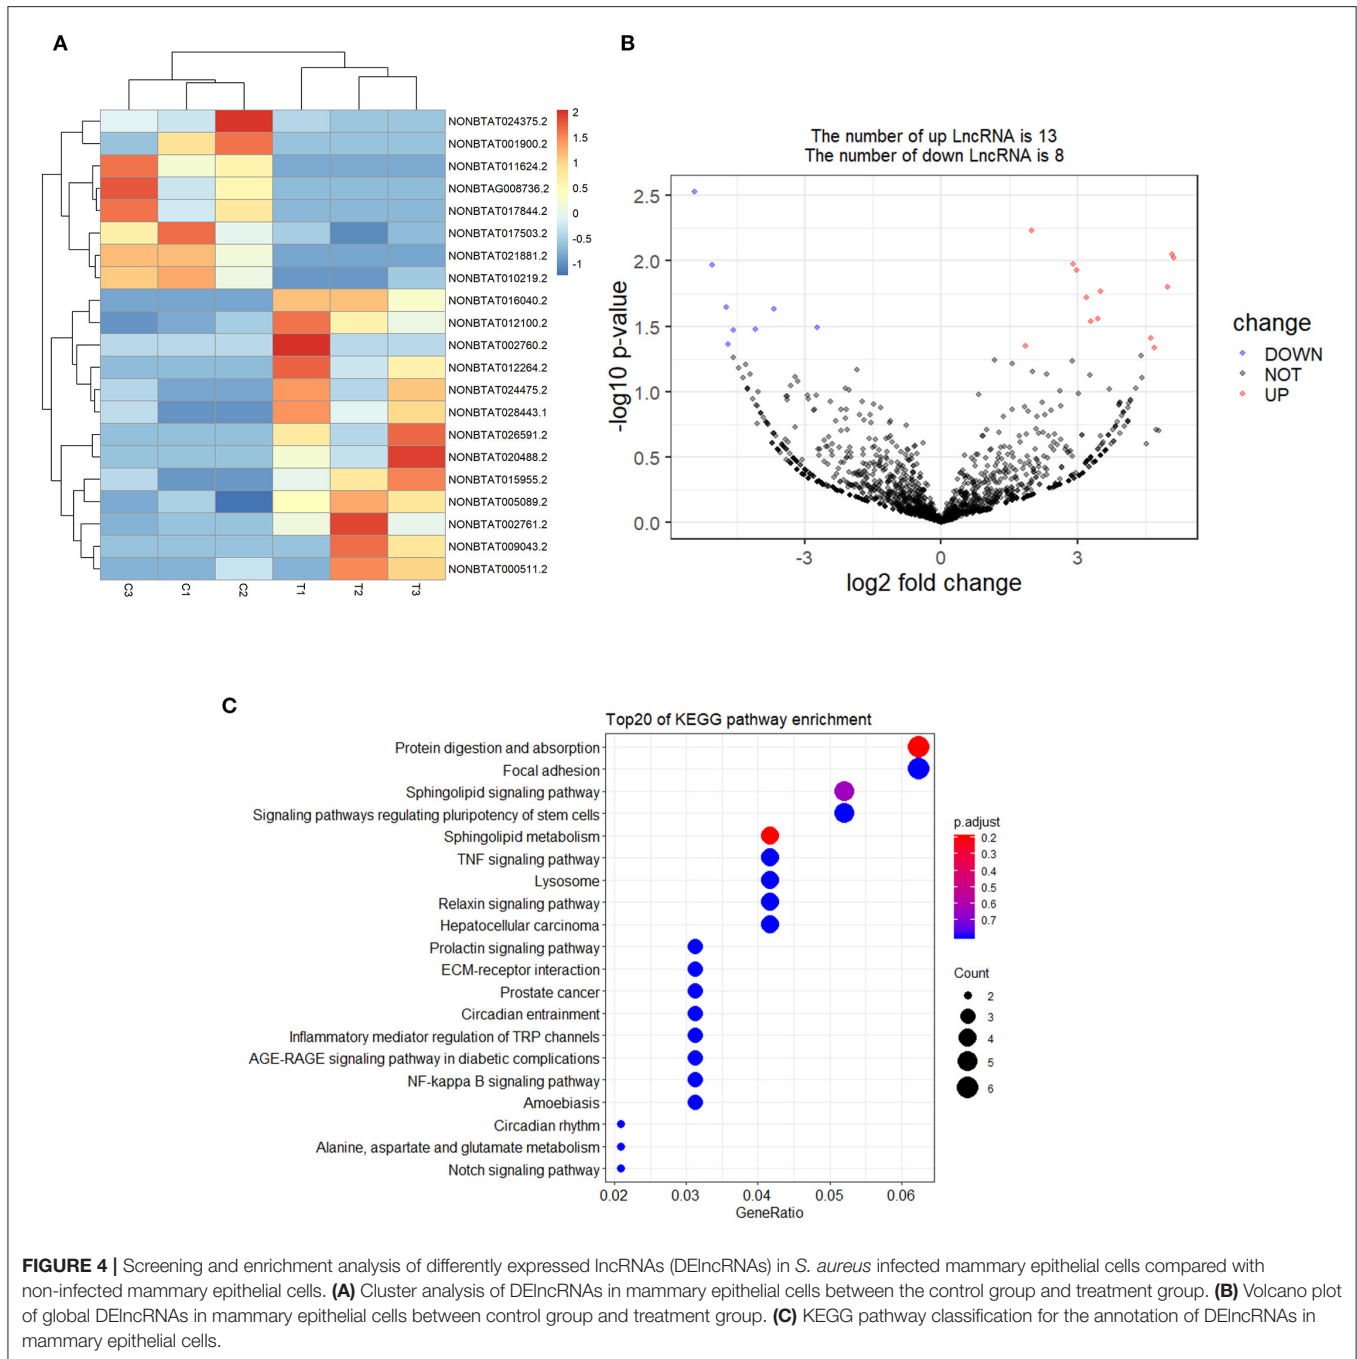 A
NONBTAT024375.2
NONBTAT001900.2
NONBTAT011624.2
NONBTAG008736.2
NONBTAT017844.2
NONBTAT017503.2
NONBTAT021881.2
NONBTAT010219.2
NONBTAT016040.2
NONBTAT012100.2
NONBTAT002760.2
NONBTAT012264.2
NONBTAT024475.2
NONBTAT028443.1
NONBTAT026591.2
NONBTAT020488.2
NONBTAT015955.2
NONBTAT005089.2
NONBTAT002761.2
NONBTAT009043.2
NONBTAT000511.2
C3 C1 C2 T1 T2 T3
2
1.5
1
0.5
0
-0.5
-1
B
The number of up LncRNA is 13
The number of down LncRNA is 8
2.5
2.0
1.5
1.0
0.5
0.0
-log10 p-value
-3 0 3
log2 fold change
change
DOWN
NOT
UP
C
Top20 of KEGG pathway enrichment
Protein digestion and absorption
Focal adhesion
Sphingolipid signaling pathway
Signaling pathways regulating pluripotency of stem cells
Sphingolipid metabolism
TNF signaling pathway
Lysosome
Relaxin signaling pathway
Hepatocellular carcinoma
Prolactin signaling pathway
ECM-receptor interaction
Prostate cancer
Circadian entrainment
Inflammatory mediator regulation of TRP channels
AGE-RAGE signaling pathway in diabetic complications
NF-kappa B signaling pathway
Amoebiasis
Circadian rhythm
Alanine, aspartate and glutamate metabolism
Notch signaling pathway
0.02 0.03 0.04 0.05 0.06
GeneRatio
p.adjust
0.2
0.3
0.4
0.5
0.6
0.7
Count
2
3
4
5
6
FIGURE 4 | Screening and enrichment analysis of differently expressed lncRNAs (DElncRNAs) in S. aureus infected mammary epithelial cells compared with
non-infected mammary epithelial cells. (A) Cluster analysis of DElncRNAs in mammary epithelial cells between the control group and treatment group. (B) Volcano plot
of global DElncRNAs in mammary epithelial cells between control group and treatment group. (C) KEGG pathway classification for the annotation of DElncRNAs in
mammary epithelial cells.